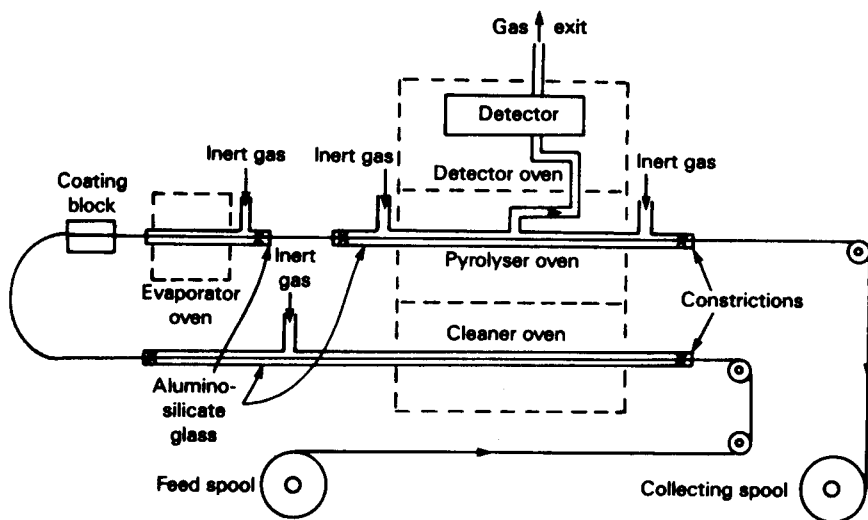 Gas exit
Detector
Inert gas
Inert gas
Inert gas
Detector oven
Coating
block
Inert
gas
Pyrolyser oven
Evaporator
oven
Constrictions
Cleaner oven
Alumino-
silicate
glass
Feed spool
Collecting spool